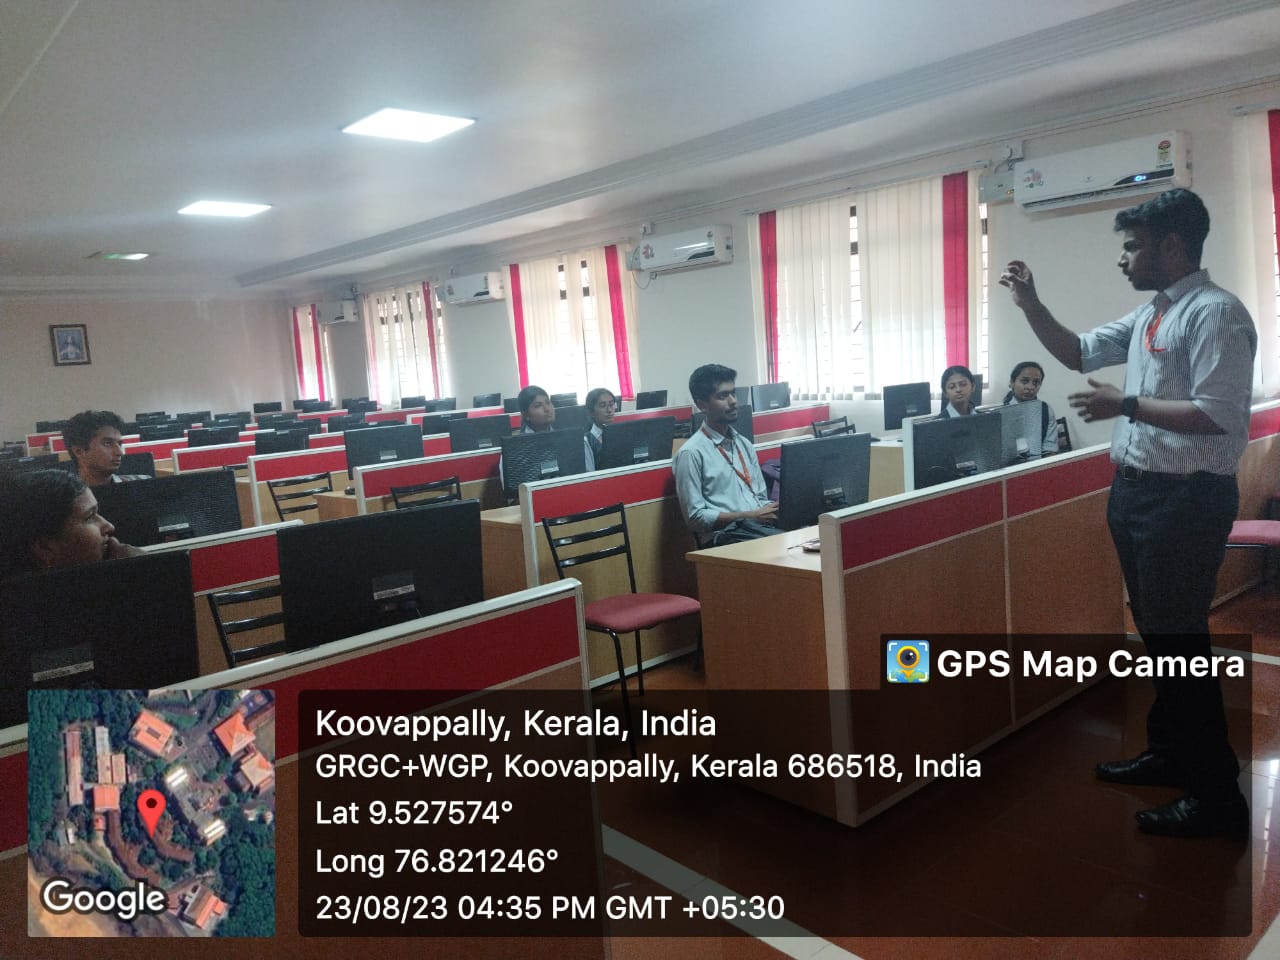 GPS Map Camera
Koovappally, Kerala, India
GRGC+WGP, Koovappally, Kerala 686518, India
Lat 9.527574°
Long 76.821246°
23/08/23 04:35 PM GMT +05:30
Google